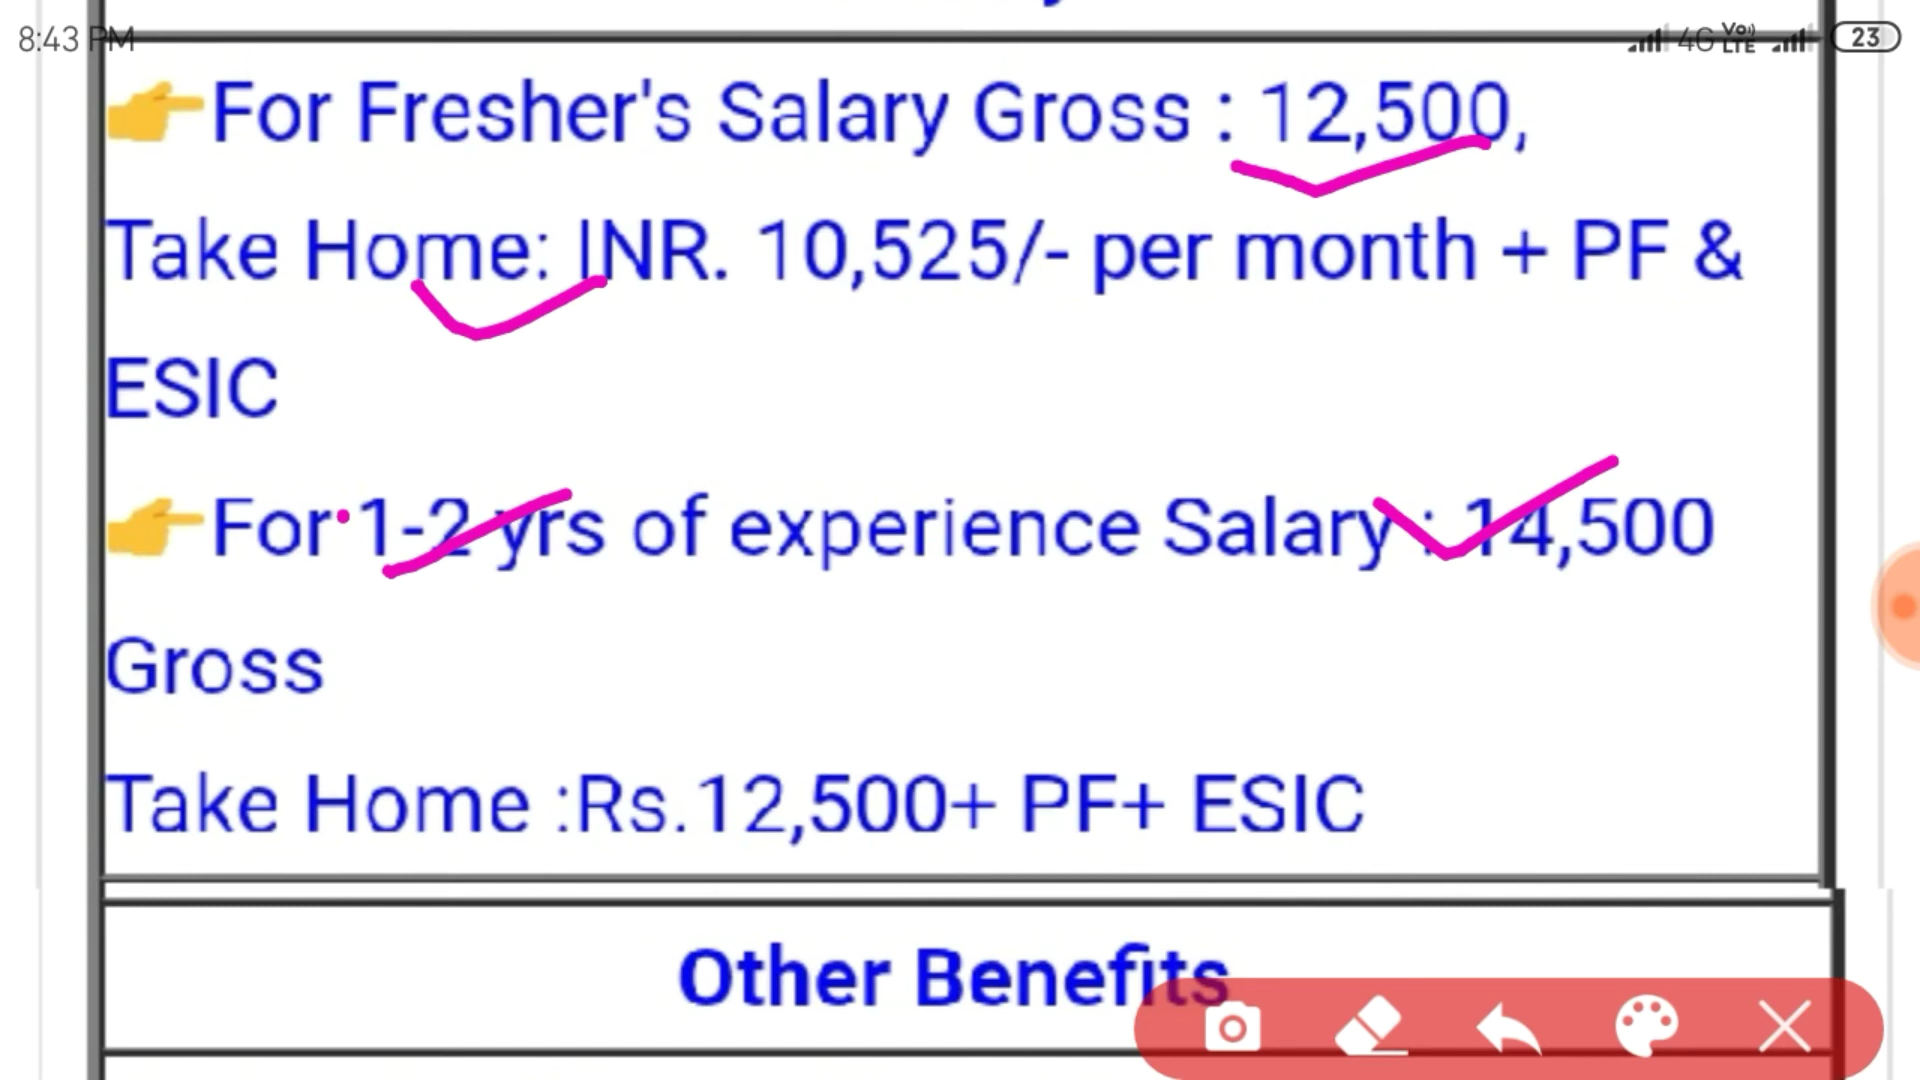 8:43 PM 4G VoLTE 23
👉For Fresher's Salary Gross : 12,500,
Take Home: INR. 10,525/- per month + PF &
ESIC
👉For 1-2 yrs of experience Salary : 14,500
Gross
Take Home :Rs.12,500+ PF+ ESIC
Other Benefits